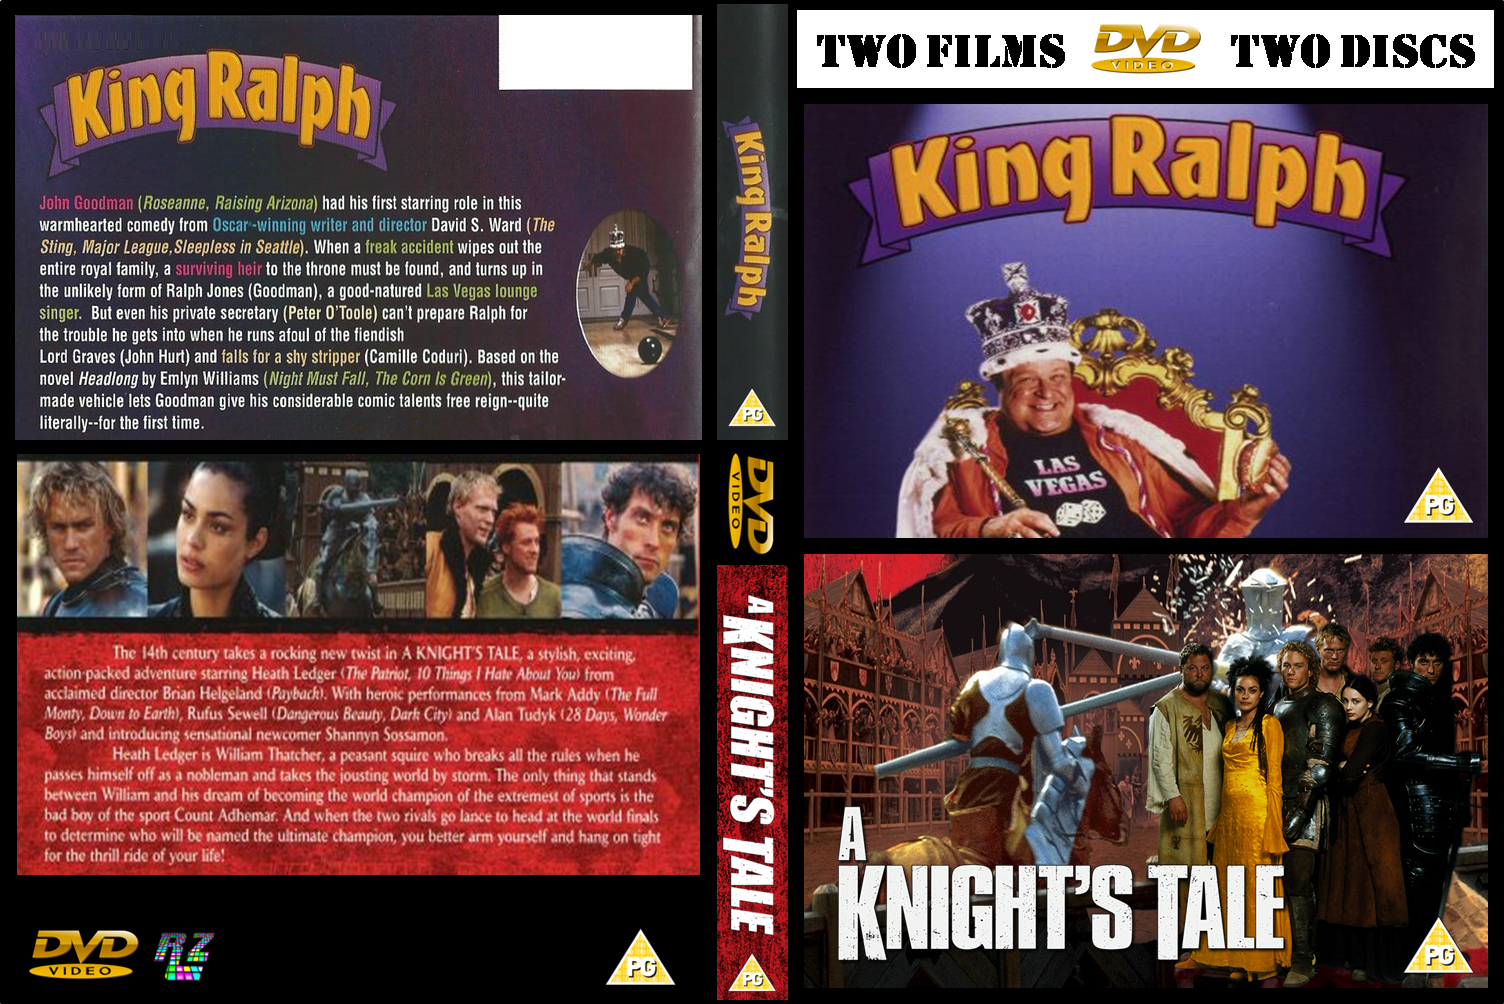 King Ralph
John Goodman (Roseanne, Raising Arizona) had his first starring role in this
warmhearted comedy from Oscar®-winning writer and director David S. Ward (The
Sting, Major League,Sleepless in Seattle). When a freak accident wipes out the
entire royal family, a surviving heir to the throne must be found, and turns up in
the unlikely form of Ralph Jones (Goodman), a good-natured Las Vegas lounge
singer. But even his private secretary (Peter O'Toole) can't prepare Ralph for
the trouble he gets into when he runs afoul of the fiendish
Lord Graves (John Hurt) and falls for a shy stripper (Camille Coduri). Based on the
novel Headlong by Emlyn Williams (Night Must Fall, The Corn Is Green), this tailor-
made vehicle lets Goodman give his considerable comic talents free reign--quite
literally--for the first time.
The 14th century takes a rocking new twist in A KNIGHT'S TALE, a stylish, exciting,
action-packed adventure starring Heath Ledger (The Patriot, 10 Things I Hate About You) from
acclaimed director Brian Helgeland (Payback). With heroic performances from Mark Addy (The Full
Monty, Down to Earth), Rufus Sewell (Dangerous Beauty, Dark City) and Alan Tudyk (28 Days, Wonder
Boys) and introducing sensational newcomer Shannyn Sossamon.
Heath Ledger is William Thatcher, a peasant squire who breaks all the rules when he
passes himself off as a nobleman and takes the jousting world by storm. The only thing that stands
between William and his dream of becoming the world champion of the extremest of sports is the
bad boy of the sport Count Adhemar. And when the two rivals go lance to head at the world finals
to determine who will be named the ultimate champion, you better arm yourself and hang on tight
for the thrill ride of your life!
DVD
VIDEO
PG
King Ralph
PG
DVD
VIDEO
A KNIGHT'S TALE
PG
TWO FILMS
DVD
VIDEO
TWO DISCS
King Ralph
LAS
VEGAS
PG
A
KNIGHT'S TALE
PG